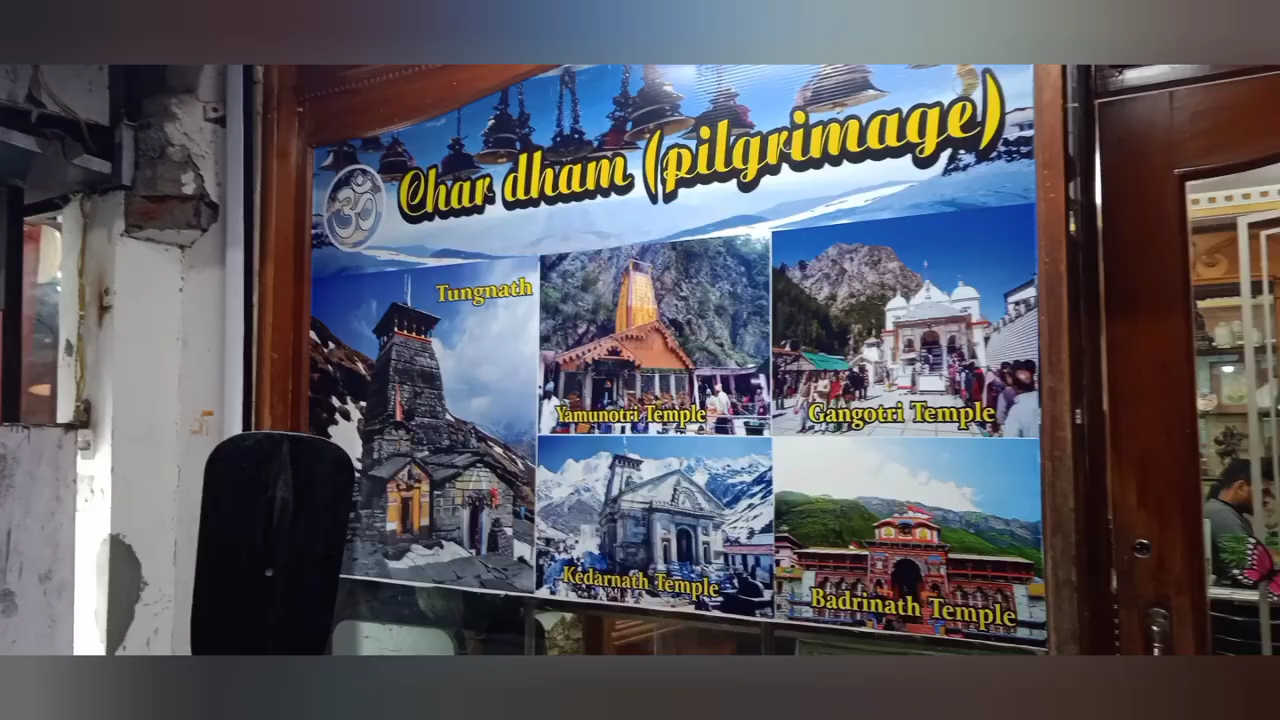 ॐ Char dham (pilgrimage)
Tungnath
Yamunotri Temple
Gangotri Temple
Kedarnath Temple
Badrinath Temple